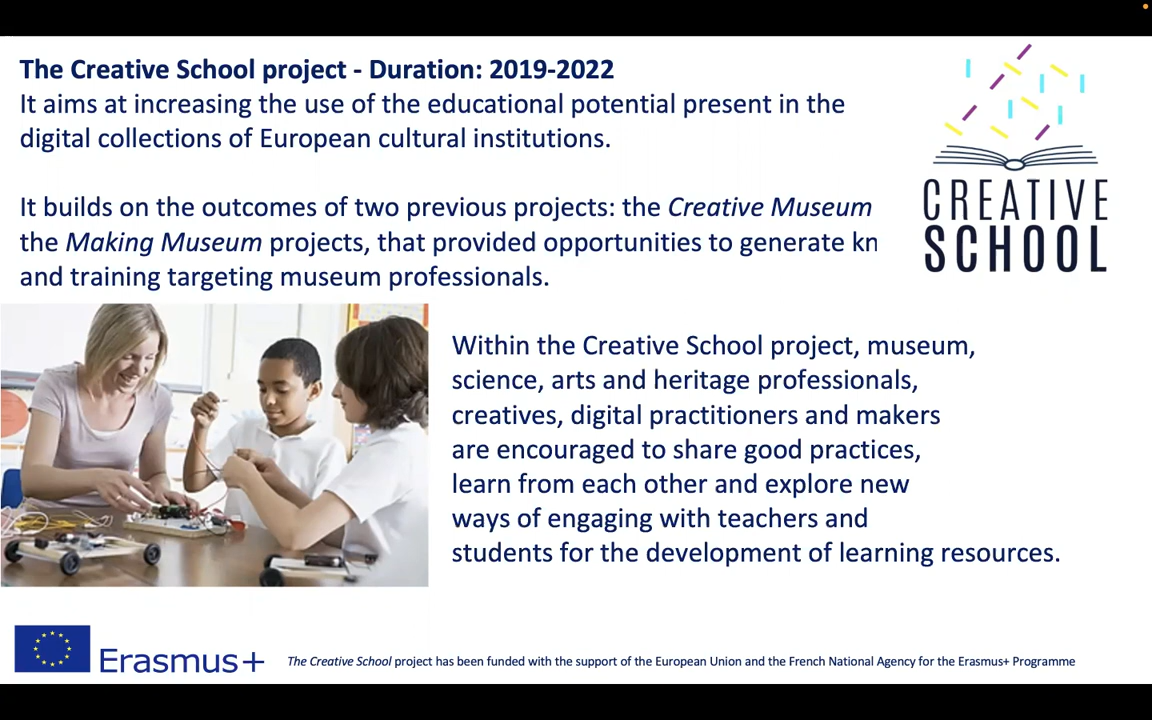 The Creative School project - Duration: 2019-2022
It aims at increasing the use of the educational potential present in the
digital collections of European cultural institutions.
It builds on the outcomes of two previous projects: the Creative Museum
the Making Museum projects, that provided opportunities to generate kn
and training targeting museum professionals.
CREATIVE
SCHOOL
Within the Creative School project, museum,
science, arts and heritage professionals,
creatives, digital practitioners and makers
are encouraged to share good practices,
learn from each other and explore new
ways of engaging with teachers and
students for the development of learning resources.
Erasmus+
The Creative School project has been funded with the support of the European Union and the French National Agency for the Erasmus+ Programme